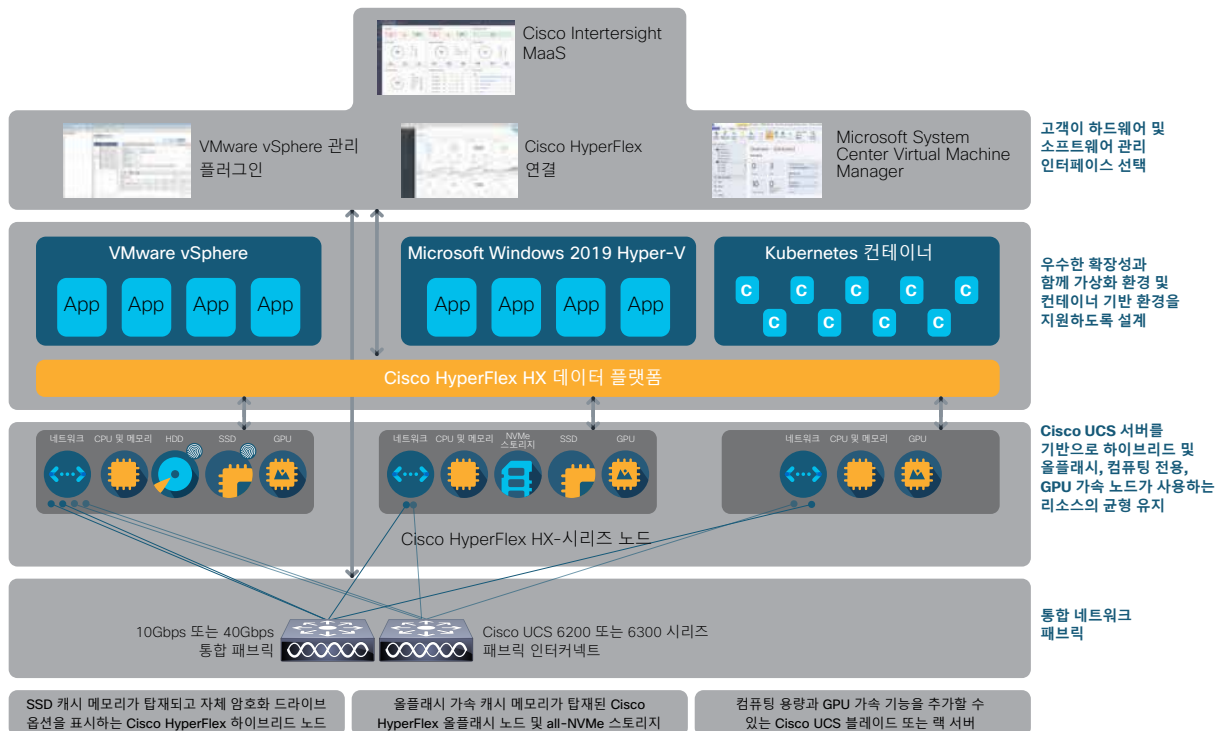 Cisco Intertersight
MaaS
VMware vSphere 관리
플러그인
Cisco HyperFlex
연결
Microsoft System
Center Virtual Machine
Manager
고객이 하드웨어 및
소프트웨어 관리
인터페이스 선택
VMware vSphere
App App App App
Microsoft Windows 2019 Hyper-V
App App App App
Kubernetes 컨테이너
C C C C C
C C C C
우수한 확장성과
함께 가상화 환경 및
컨테이너 기반 환경을
지원하도록 설계
Cisco HyperFlex HX 데이터 플랫폼
네트워크 CPU 및 메모리 HDD SSD GPU
네트워크 CPU 및 메모리 NVMe
스토리지 SSD GPU
네트워크 CPU 및 메모리 GPU
Cisco HyperFlex HX-시리즈 노드
Cisco UCS 서버를
기반으로 하이브리드 및
올플래시, 컴퓨팅 전용,
GPU 가속 노드가 사용하는
리소스의 균형 유지
10Gbps 또는 40Gbps
통합 패브릭
Cisco UCS 6200 또는 6300 시리즈
패브릭 인터커넥트
통합 네트워크
패브릭
SSD 캐시 메모리가 탑재되고 자체 암호화 드라이브
옵션을 표시하는 Cisco HyperFlex 하이브리드 노드
올플래시 가속 캐시 메모리가 탑재된 Cisco
HyperFlex 올플래시 노드 및 all-NVMe 스토리지
컴퓨팅 용량과 GPU 가속 기능을 추가할 수
있는 Cisco UCS 블레이드 또는 랙 서버